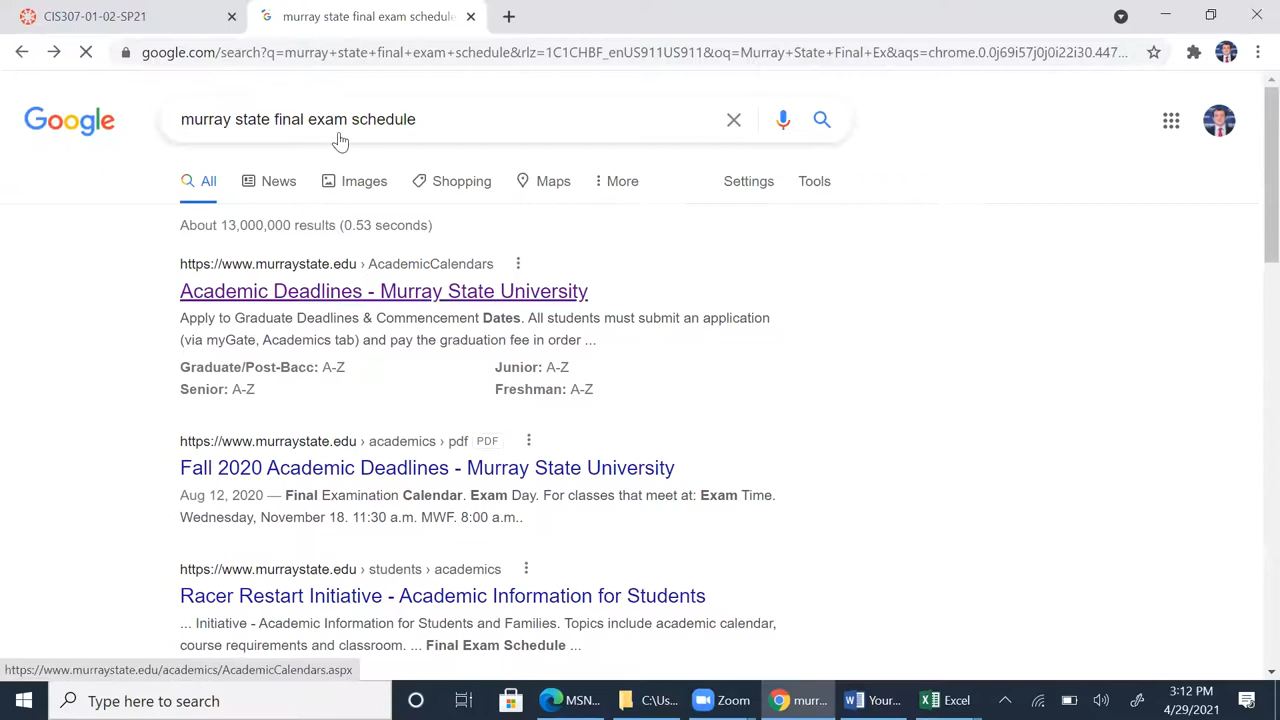 CIS307-01-02-SP21
murray state final exam schedule
google.com/search?q=murray+state+final+exam+schedule&rlz=1C1CHBF_enUS911US911&oq=Murray+State+Final+Ex&aqs=chrome.0.0j69i57j0j0i22i30.447...
Google
murray state final exam schedule
All News Images Shopping Maps More Settings Tools
About 13,000,000 results (0.53 seconds)
https://www.murraystate.edu › AcademicCalendars
Academic Deadlines - Murray State University
Apply to Graduate Deadlines & Commencement Dates. All students must submit an application
(via myGate, Academics tab) and pay the graduation fee in order ...
Graduate/Post-Bacc: A-Z Junior: A-Z
Senior: A-Z Freshman: A-Z
https://www.murraystate.edu › academics › pdf PDF
Fall 2020 Academic Deadlines - Murray State University
Aug 12, 2020 — Final Examination Calendar. Exam Day. For classes that meet at: Exam Time.
Wednesday, November 18. 11:30 a.m. MWF. 8:00 a.m..
https://www.murraystate.edu › students › academics
Racer Restart Initiative - Academic Information for Students
... Initiative - Academic Information for Students and Families. Topics include academic calendar,
course requirements and classroom. ... Final Exam Schedule ...
https://www.murraystate.edu/academics/AcademicCalendars.aspx
Type here to search MSN... C:\Us... Zoom murr... Your... Excel
3:12 PM
4/29/2021